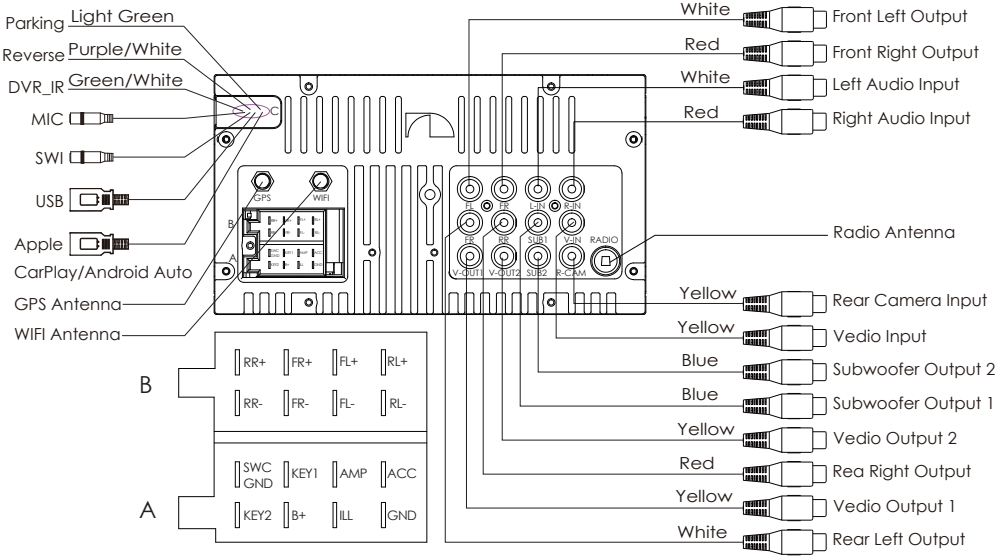 Parking Light Green
Reverse Purple/White
DVR_IR Green/White
MIC
SWI
USB
Apple
CarPlay/Android Auto
GPS Antenna
WIFI Antenna
White Front Left Output
Red Front Right Output
White Left Audio Input
Red Right Audio Input
Radio Antenna
Yellow Rear Camera Input
Yellow Vedio Input
Blue Subwoofer Output 2
Blue Subwoofer Output 1
Yellow Vedio Output 2
Red Rea Right Output
Yellow Vedio Output 1
White Rear Left Output
C
GPS WIFI
B
A
FL FR L-IN R-IN
FR RR SUB1 V-IN RADIO
V-OUT1 V-OUT2 SUB2 R-CAM
B
RR+ FR+ FL+ RL+
RR- FR- FL- RL-
A
SWC GND KEY1 AMP ACC
KEY2 B+ ILL GND